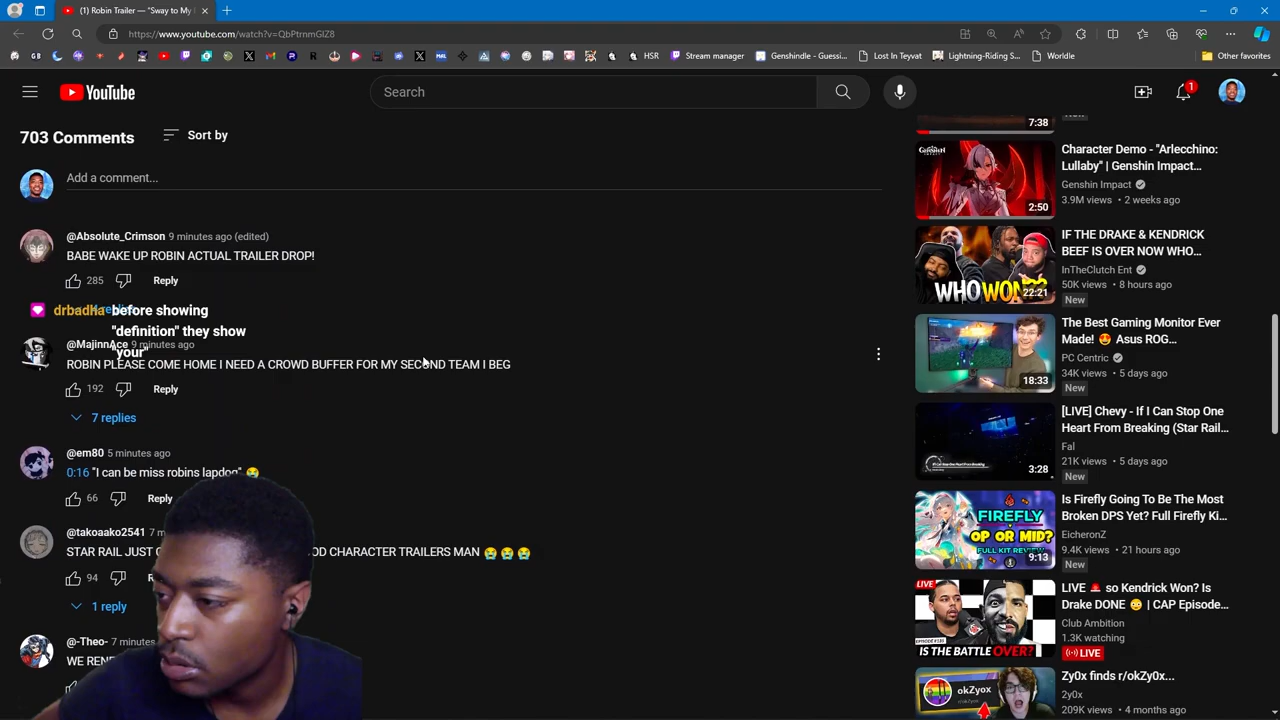 (1) Robin Trailer — "Sway to My
https://www.youtube.com/watch?v=QbPtrnmGlZ8
HSR
Stream manager
Genshindle - Guessi...
Lost In Teyvat
Lightning-Riding S...
Worldle
Other favorites
YouTube
Search
1
703 Comments
Sort by
Add a comment...
@Absolute_Crimson 9 minutes ago (edited)
BABE WAKE UP ROBIN ACTUAL TRAILER DROP!
285
Reply
drbadha before showing
"definition" they show
"your"
@MajinnAce 9 minutes ago
ROBIN PLEASE COME HOME I NEED A CROWD BUFFER FOR MY SECOND TEAM I BEG
192
Reply
7 replies
@em80 5 minutes ago
0:16 "I can be miss robins lapdog" 😭
66
Reply
@takoaako2541
STAR RAIL JUST
CHARACTER TRAILERS MAN 😭😭😭
94
1 reply
@-Theo- 7 minutes
7:38
New
GENSHIN IMPACT
2:50
Character Demo - "Arlecchino:
Lullaby" | Genshin Impact...
Genshin Impact
3.9M views • 2 weeks ago
WHO WON?
22:21
IF THE DRAKE & KENDRICK
BEEF IS OVER NOW WHO...
InTheClutch Ent
50K views • 8 hours ago
New
18:33
The Best Gaming Monitor Ever
Made! 🤩 Asus ROG...
PC Centric
34K views • 5 days ago
New
3:28
[LIVE] Chevy - If I Can Stop One
Heart From Breaking (Star Rail...
Fal
21K views • 5 days ago
New
FIREFLY
OP OR MID?
FULL KIT REVIEW
9:13
Is Firefly Going To Be The Most
Broken DPS Yet? Full Firefly Ki...
EicheronZ
9.4K views • 21 hours ago
New
LIVE
IS THE BATTLE OVER?
LIVE 🚨 so Kendrick Won? Is
Drake DONE 😳 | CAP Episode...
Club Ambition
1.3K watching
LIVE
okZyox
Zy0x finds r/okZy0x...
2y0x
209K views • 4 months ago